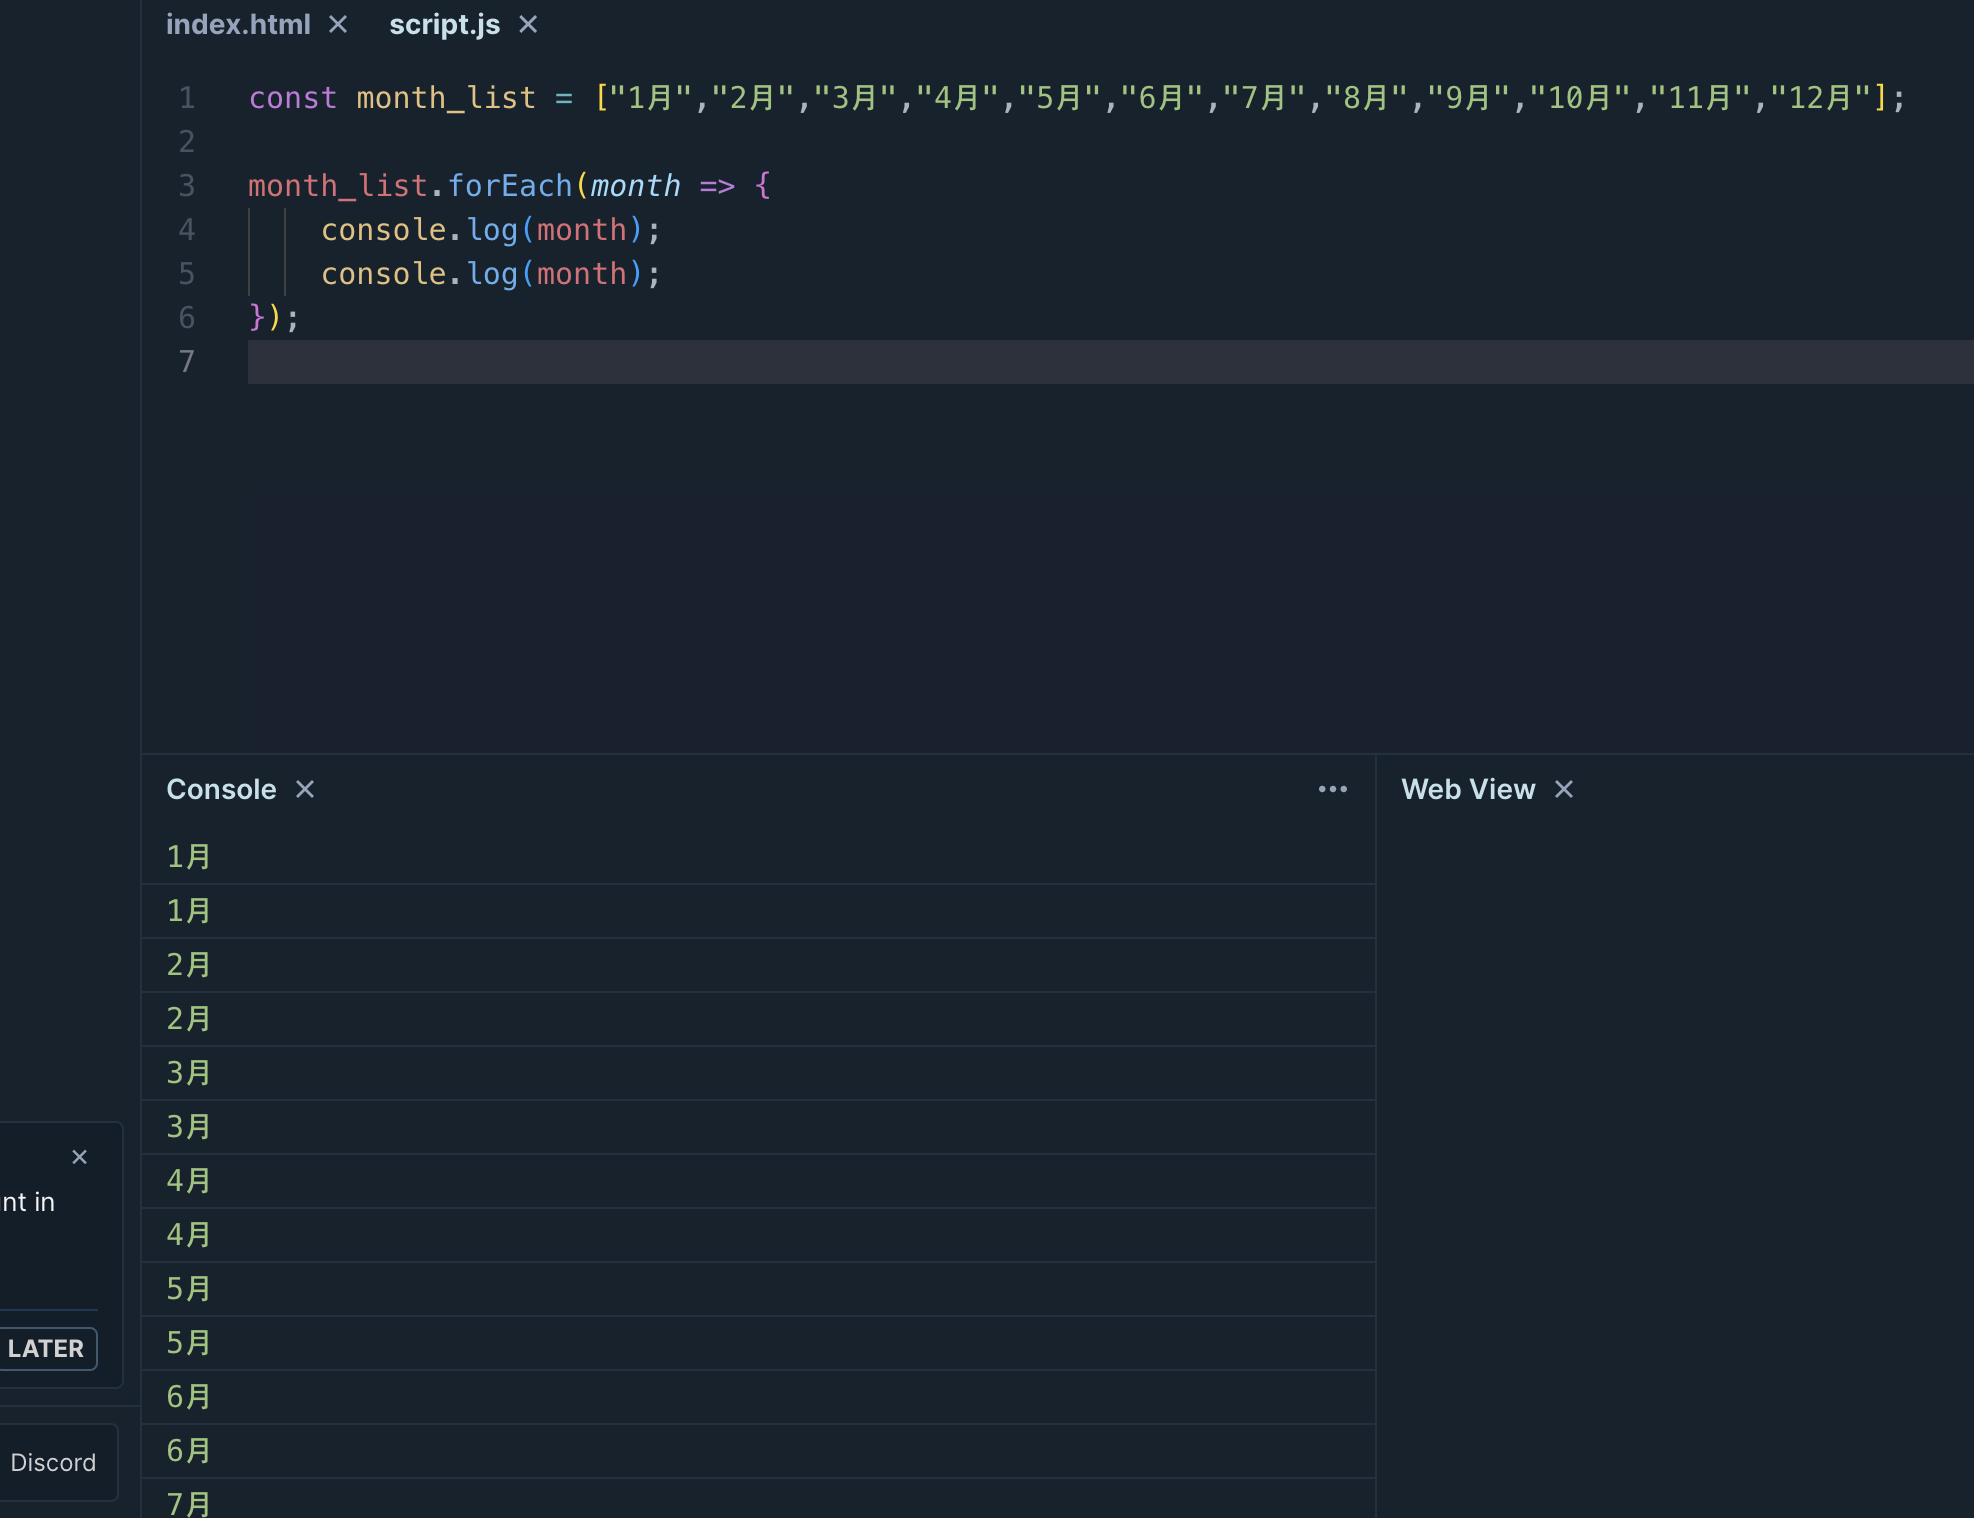 index.html × script.js ×
1 const month_list = ["1月","2月","3月","4月","5月","6月","7月","8月","9月","10月","11月","12月"];
2
3 month_list.forEach(month => {
4 console.log(month);
5 console.log(month);
6 });
7
Console × ••• Web View ×
1月
1月
2月
2月
3月
3月
4月
4月
5月
5月
6月
6月
7月
×
nt in
LATER
Discord